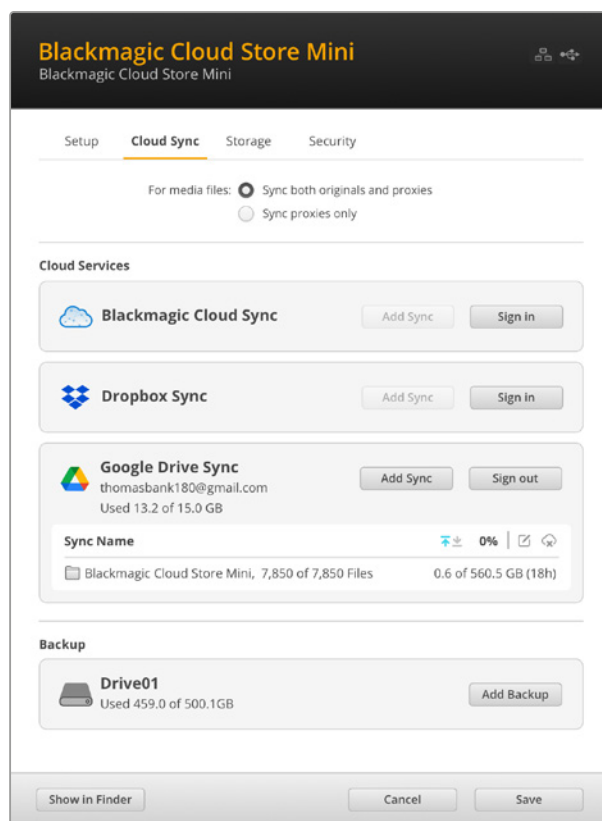 Blackmagic Cloud Store Mini
Blackmagic Cloud Store Mini
Setup Cloud Sync Storage Security
For media files: Sync both originals and proxies
Sync proxies only
Cloud Services
Blackmagic Cloud Sync Add Sync Sign in
Dropbox Sync Add Sync Sign in
Google Drive Sync
thomasbank180@gmail.com Add Sync Sign out
Used 13.2 of 15.0 GB
Sync Name 0%
Blackmagic Cloud Store Mini, 7,850 of 7,850 Files 0.6 of 560.5 GB (18h)
Backup
Drive01
Used 459.0 of 500.1GB Add Backup
Show in Finder Cancel Save